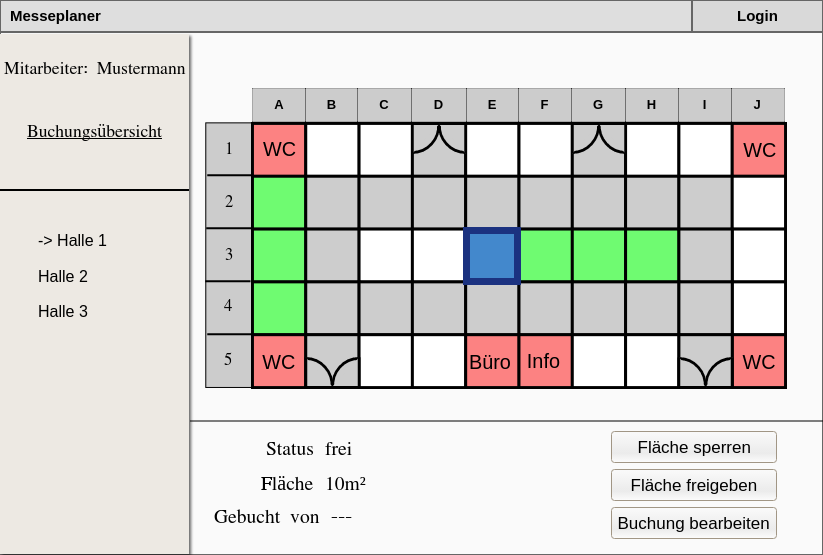 Messeplaner Login
Mitarbeiter: Mustermann
Buchungsübersicht
-> Halle 1
Halle 2
Halle 3
A B C D E F G H I J
1 WC WC
2
3
4
5 WC Büro Info WC
Status frei
Fläche 10m²
Gebucht von ---
Fläche sperren
Fläche freigeben
Buchung bearbeiten